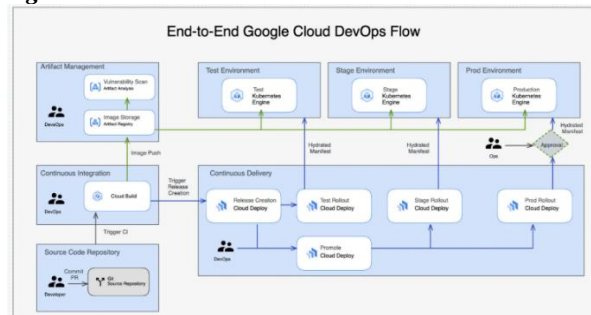 End-to-End Google Cloud DevOps Flow
Artifact Management
Vulnerability Scan
Artifact Analysis
Image Storage
Artifact Registry
DevOps
Image Push
Test Environment
Test
Kubernetes
Engine
Stage Environment
Stage
Kubernetes
Engine
Prod Environment
Production
Kubernetes
Engine
Hydrated
Manifest
Hydrated
Manifest
Hydrated
Manifest
Ops
Approval
Continuous Integration
Cloud Build
DevOps
Trigger
Release
Creation
Trigger CI
Continuous Delivery
Release Creation
Cloud Deploy
Test Rollout
Cloud Deploy
Stage Rollout
Cloud Deploy
Prod Rollout
Cloud Deploy
DevOps
Promote
Cloud Deploy
Source Code Repository
Commit
PR
Developer
Git
Source Repository